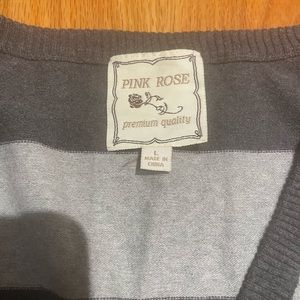 PINK ROSE
premium quality
L
MADE IN
CHINA